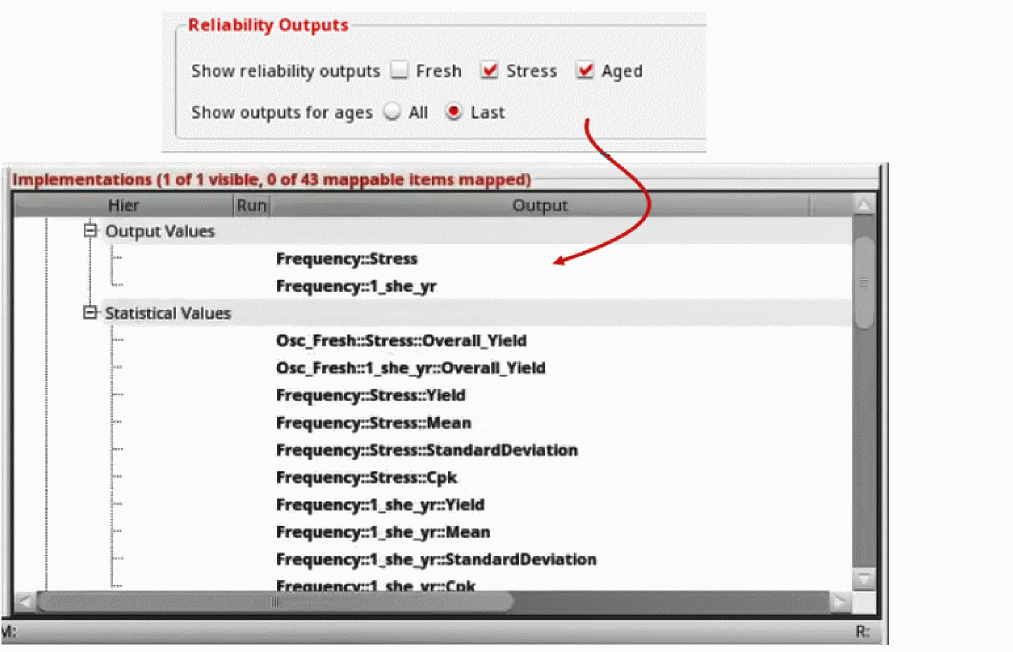 Reliability Outputs
Show reliability outputs Fresh Stress Aged
Show outputs for ages All Last
Implementations (1 of 1 visible, 0 of 43 mappable items mapped)
Hier Run Output
Output Values
Frequency::Stress
Frequency::1_she_yr
Statistical Values
Osc_Fresh::Stress::Overall_Yield
Osc_Fresh::1_she_yr::Overall_Yield
Frequency::Stress::Yield
Frequency::Stress::Mean
Frequency::Stress::StandardDeviation
Frequency::Stress::Cpk
Frequency::1_she_yr::Yield
Frequency::1_she_yr::Mean
Frequency::1_she_yr::StandardDeviation
Frequency::1_she_yr::Cpk
M: R: